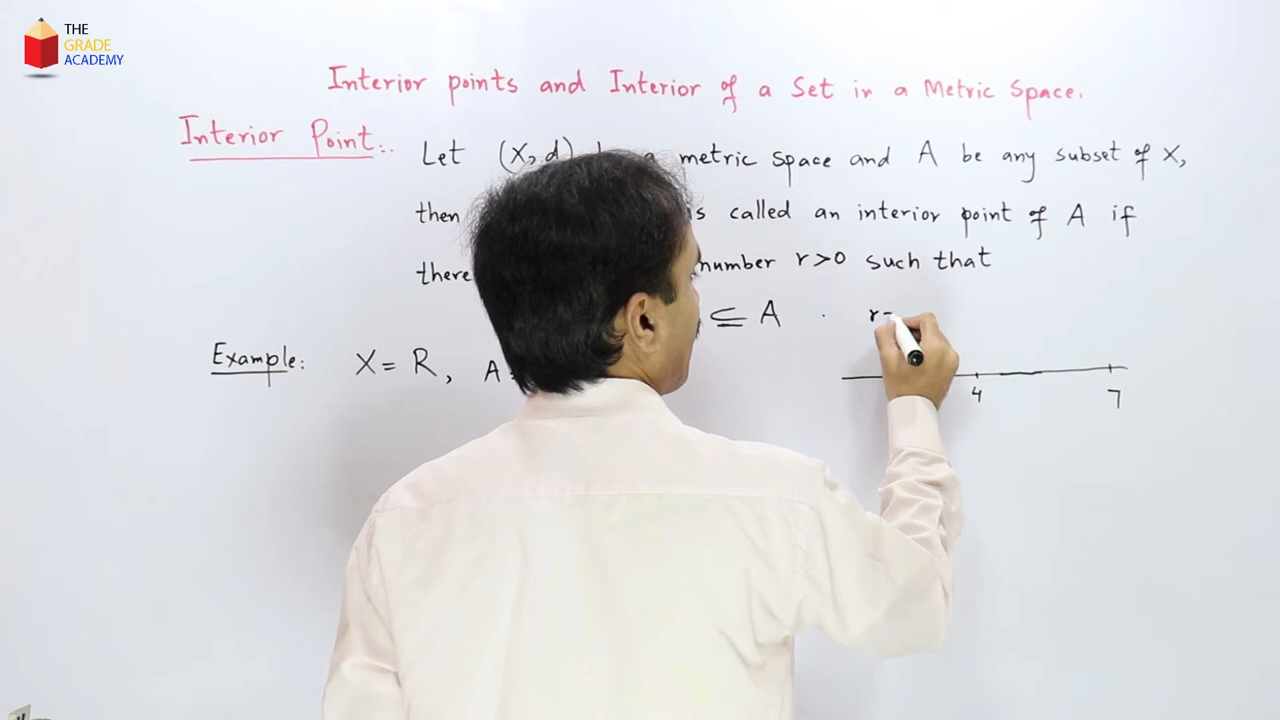 THE
GRADE
ACADEMY
Interior points and Interior of a Set in a Metric Space.
Interior Point:. Let (X, d) a metric space and A be any subset of X,
then is called an interior point of A if
there number r>0 such that
⊆ A . r=
Example: X = R, A
4 7